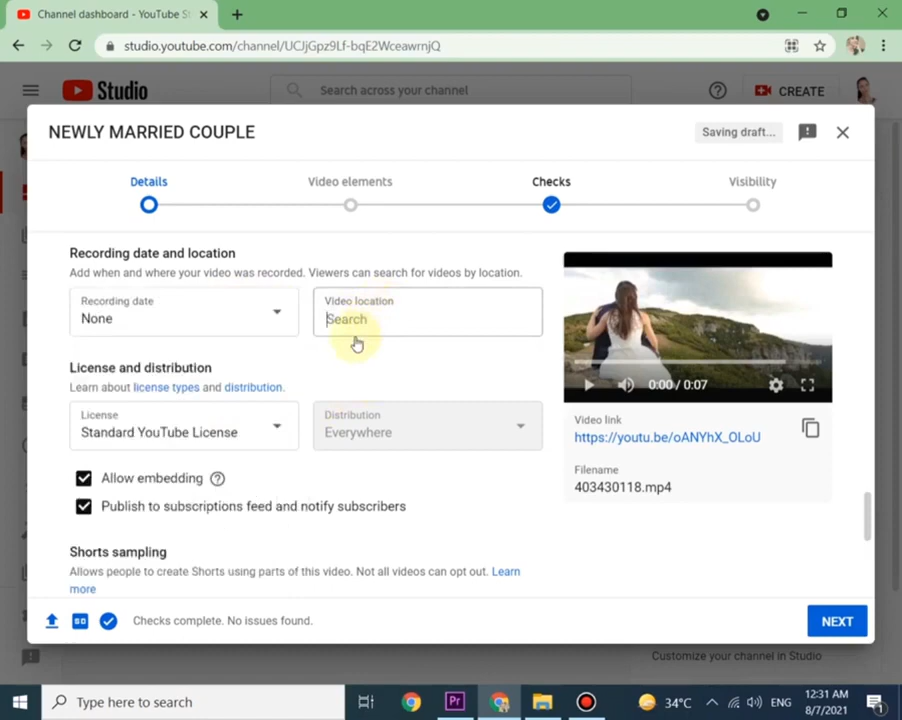 Channel dashboard - YouTube St
studio.youtube.com/channel/UCJjGpz9Lf-bqE2WceawrnjQ
Studio
Search across your channel
CREATE
NEWLY MARRIED COUPLE
Saving draft...
Details
Video elements
Checks
Visibility
Recording date and location
Add when and where your video was recorded. Viewers can search for videos by location.
Recording date
None
Video location
Search
License and distribution
Learn about license types and distribution.
License
Standard YouTube License
Distribution
Everywhere
Allow embedding
Publish to subscriptions feed and notify subscribers
Shorts sampling
Allows people to create Shorts using parts of this video. Not all videos can opt out. Learn
more
0:00 / 0:07
Video link
https://youtu.be/oANYhX_OLoU
Filename
403430118.mp4
SD
Checks complete. No issues found.
NEXT
Customize your channel in Studio
Type here to search
Pr
34°C
ENG
12:31 AM
8/7/2021
1